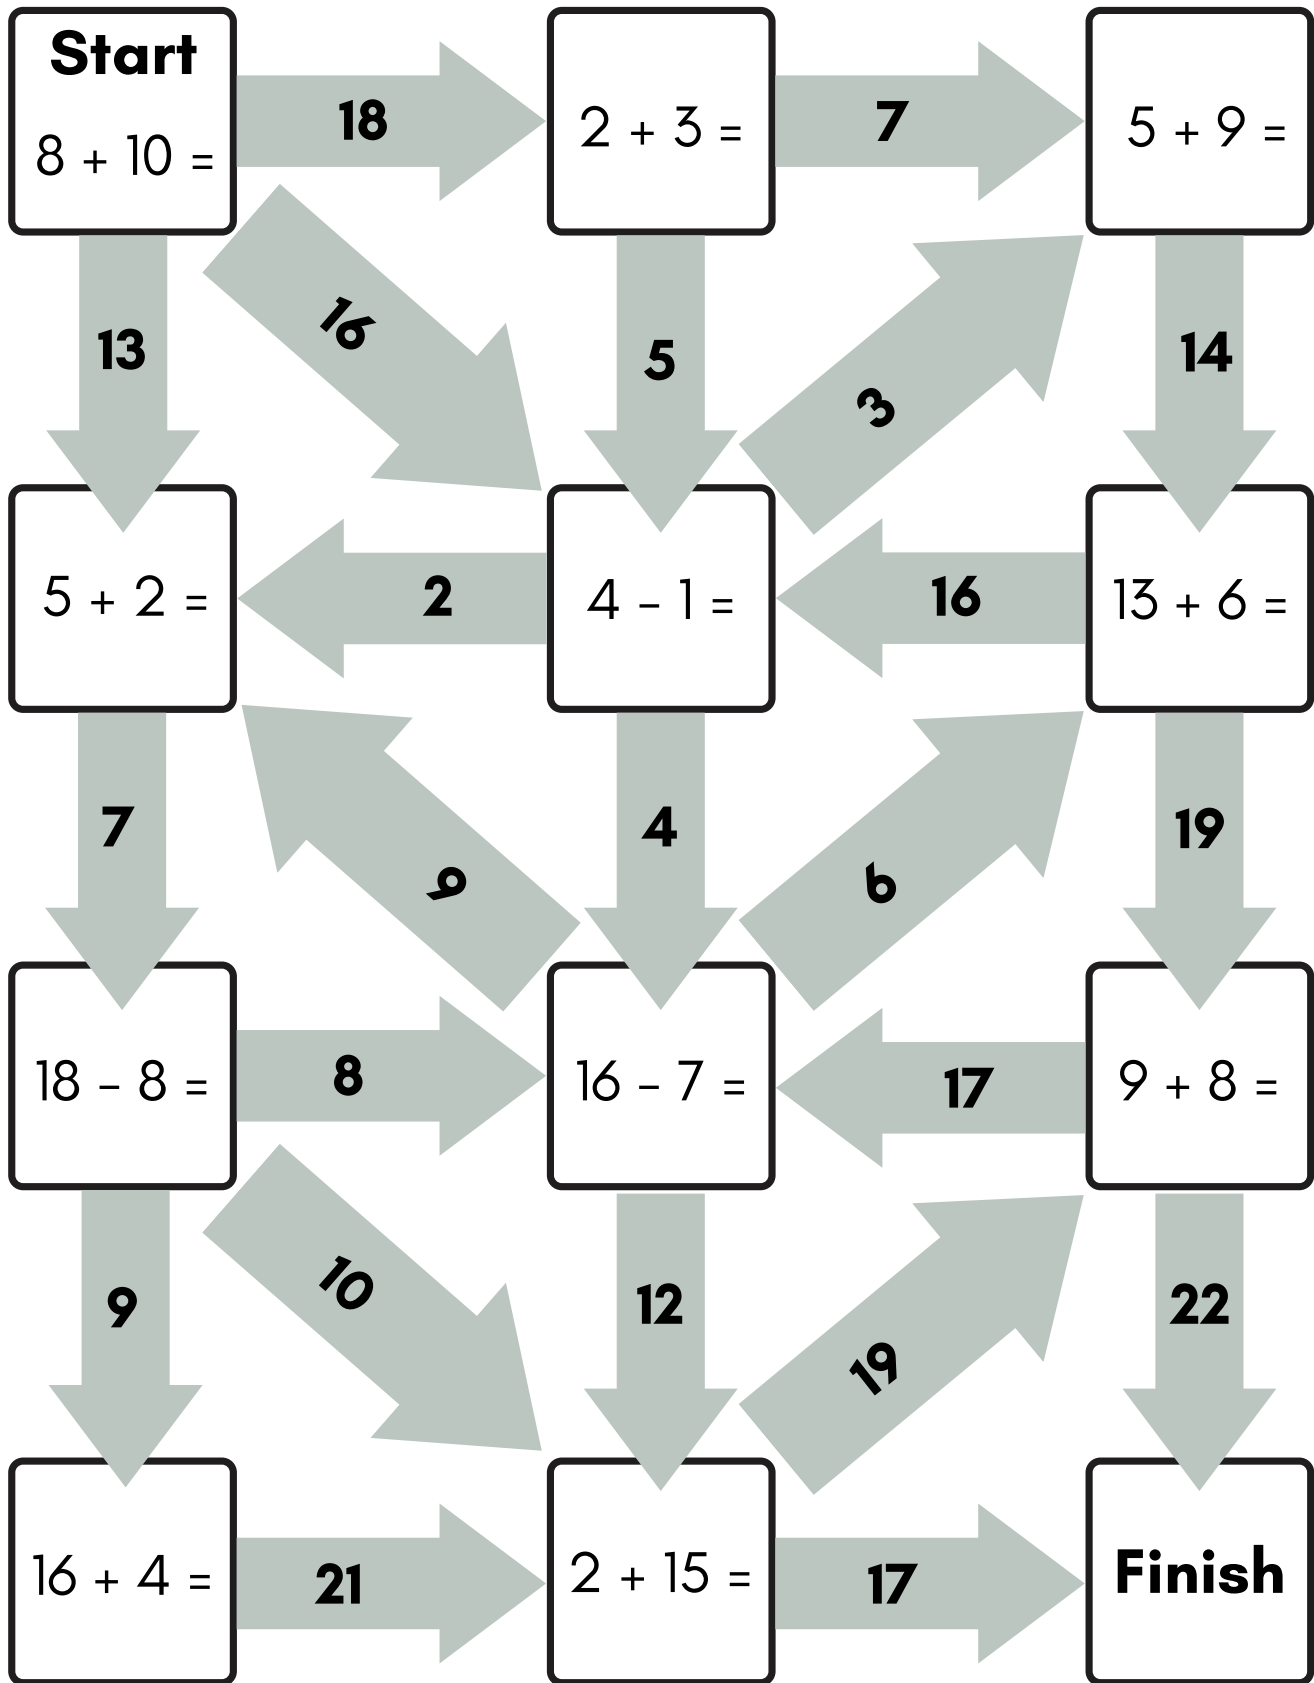 Start
8 + 10 =
18
2 + 3 =
7
5 + 9 =
13
16
5
3
14
5 + 2 =
2
4 – 1 =
16
13 + 6 =
7
9
4
6
19
18 – 8 =
8
16 – 7 =
17
9 + 8 =
9
10
12
19
22
16 + 4 =
21
2 + 15 =
17
Finish